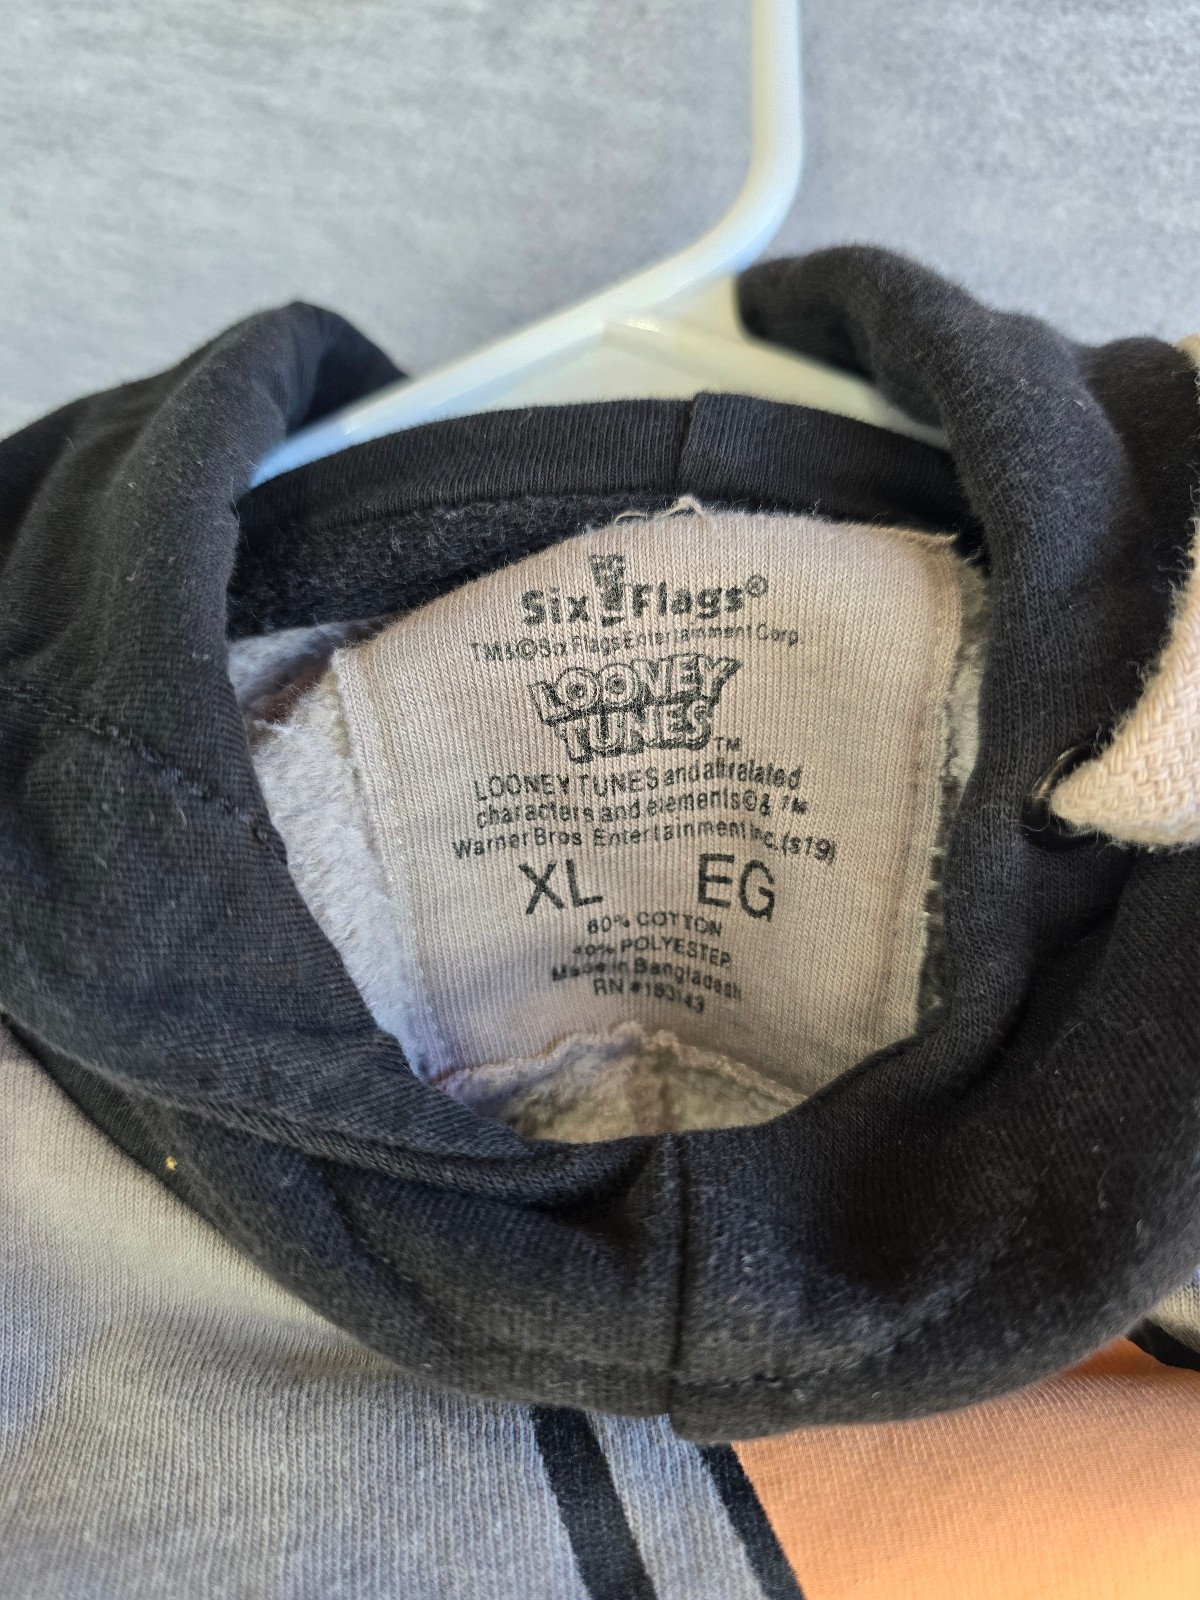 Six Flags®
TM&©Six Flags Entertainment Corp.
LOONEY
TUNES TM
LOONEY TUNES and all related
characters and elements © & ™
Warner Bros. Entertainment Inc. (s19)
XL EG
60% COTTON
40% POLYESTER
Made in Bangladesh